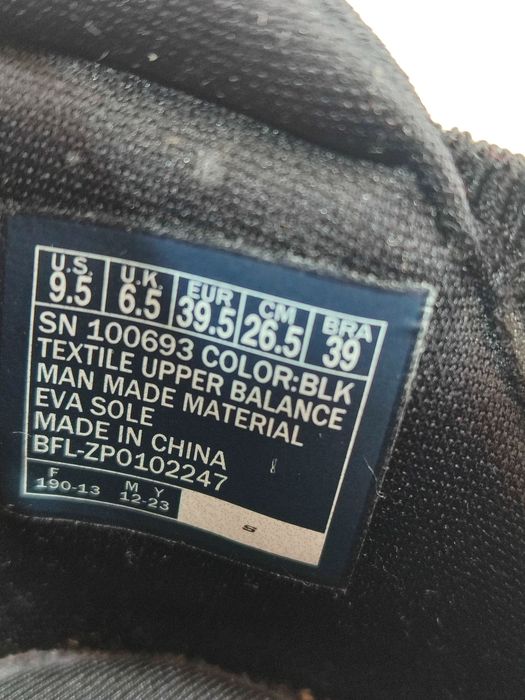 U.S. U.K. EUR CM BRA
9.5 6.5 39.5 26.5 39
SN 100693 COLOR:BLK
TEXTILE UPPER BALANCE
MAN MADE MATERIAL
EVA SOLE
MADE IN CHINA
BFL-ZP0102247
F M Y
190-13 12-23
S